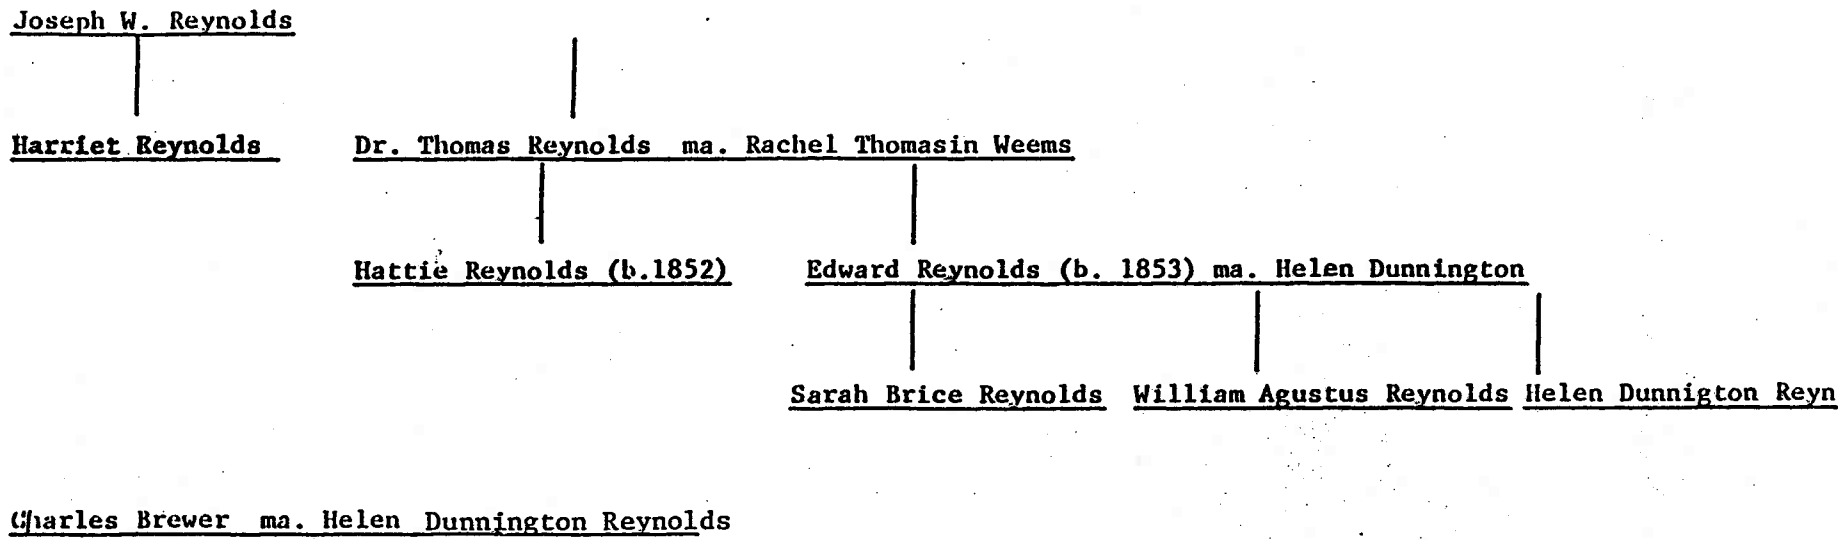 Joseph W. Reynolds
Harriet Reynolds Dr. Thomas Reynolds ma. Rachel Thomasin Weems
Hattie Reynolds (b.1852) Edward Reynolds (b. 1853) ma. Helen Dunnington
Sarah Brice Reynolds William Agustus Reynolds Helen Dunnigton Reyn
Charles Brewer ma. Helen Dunnington Reynolds